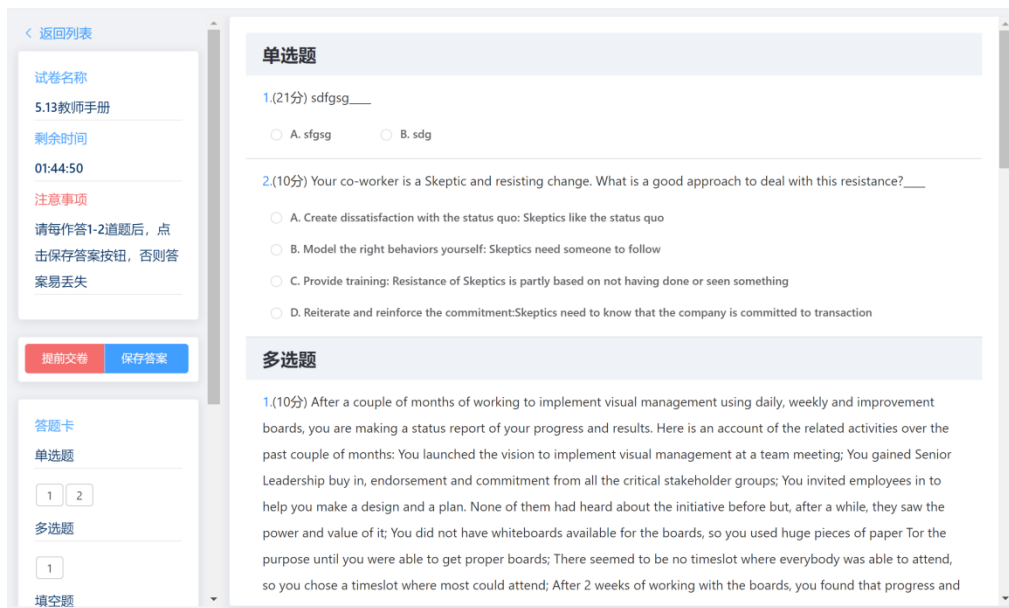 返回列表
试卷名称
5.13教师手册
剩余时间
01:44:50
注意事项
请每作答1-2道题后，点
击保存答案按钮，否则答
案易丢失
提前交卷 保存答案
答题卡
单选题
1 2
多选题
1
填空题
单选题
1.(21分) sdfgsg____
A. sfgsg B. sdg
2.(10分) Your co-worker is a Skeptic and resisting change. What is a good approach to deal with this resistance?____
A. Create dissatisfaction with the status quo: Skeptics like the status quo
B. Model the right behaviors yourself: Skeptics need someone to follow
C. Provide training: Resistance of Skeptics is partly based on not having done or seen something
D. Reiterate and reinforce the commitment:Skeptics need to know that the company is committed to transaction
多选题
1.(10分) After a couple of months of working to implement visual management using daily, weekly and improvement
boards, you are making a status report of your progress and results. Here is an account of the related activities over the
past couple of months: You launched the vision to implement visual management at a team meeting; You gained Senior
Leadership buy in, endorsement and commitment from all the critical stakeholder groups; You invited employees in to
help you make a design and a plan. None of them had heard about the initiative before but, after a while, they saw the
power and value of it; You did not have whiteboards available for the boards, so you used huge pieces of paper Tor the
purpose until you were able to get proper boards; There seemed to be no timeslot where everybody was able to attend,
so you chose a timeslot where most could attend; After 2 weeks of working with the boards, you found that progress and